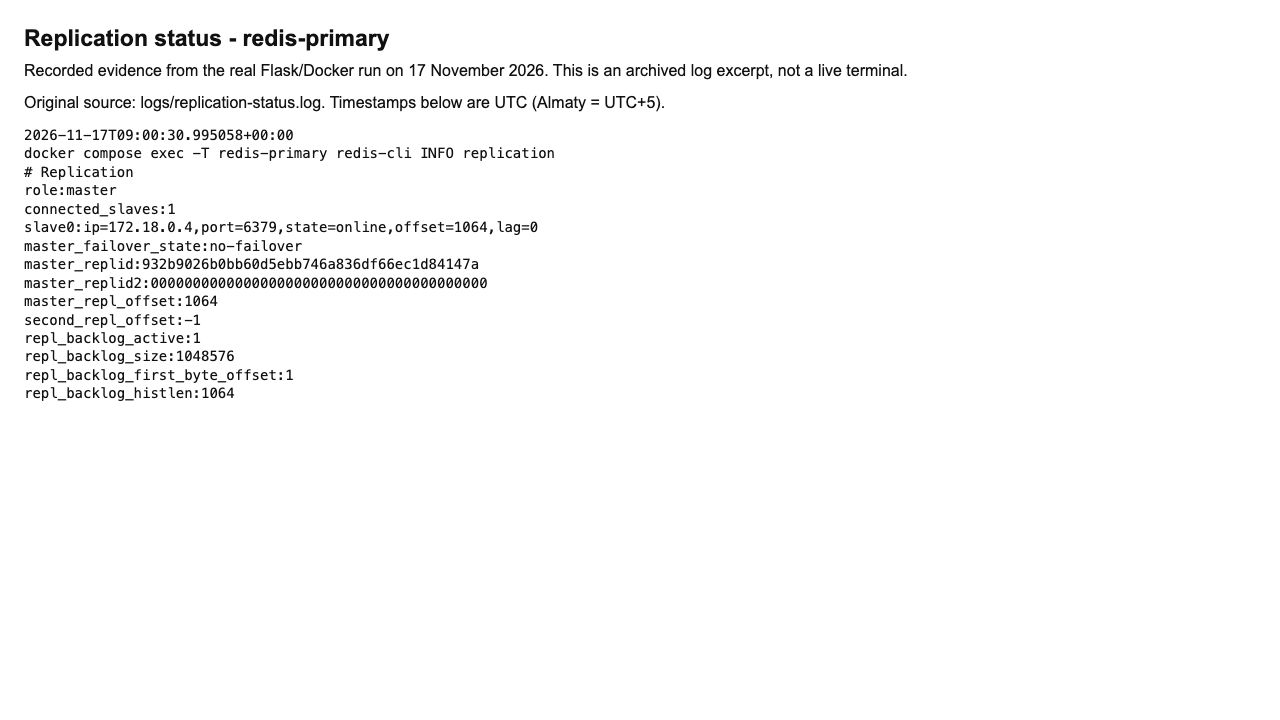 Replication status - redis-primary
Recorded evidence from the real Flask/Docker run on 17 November 2026. This is an archived log excerpt, not a live terminal.
Original source: logs/replication-status.log. Timestamps below are UTC (Almaty = UTC+5).
2026-11-17T09:00:30.995058+00:00
docker compose exec -T redis-primary redis-cli INFO replication
# Replication
role:master
connected_slaves:1
slave0:ip=172.18.0.4,port=6379,state=online,offset=1064,lag=0
master_failover_state:no-failover
master_replid:932b9026b0bb60d5ebb746a836df66ec1d84147a
master_replid2:0000000000000000000000000000000000000000
master_repl_offset:1064
second_repl_offset:-1
repl_backlog_active:1
repl_backlog_size:1048576
repl_backlog_first_byte_offset:1
repl_backlog_histlen:1064